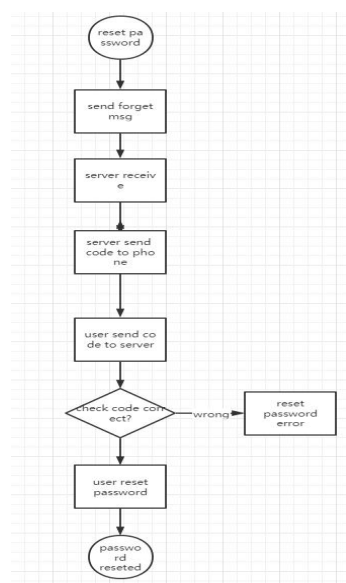 reset pa
ssword
send forget
msg
server receiv
e
server send
code to pho
ne
user send co
de to server
check code corr
ect?
wrong
reset
password
error
user reset
password
passwo
rd
reseted